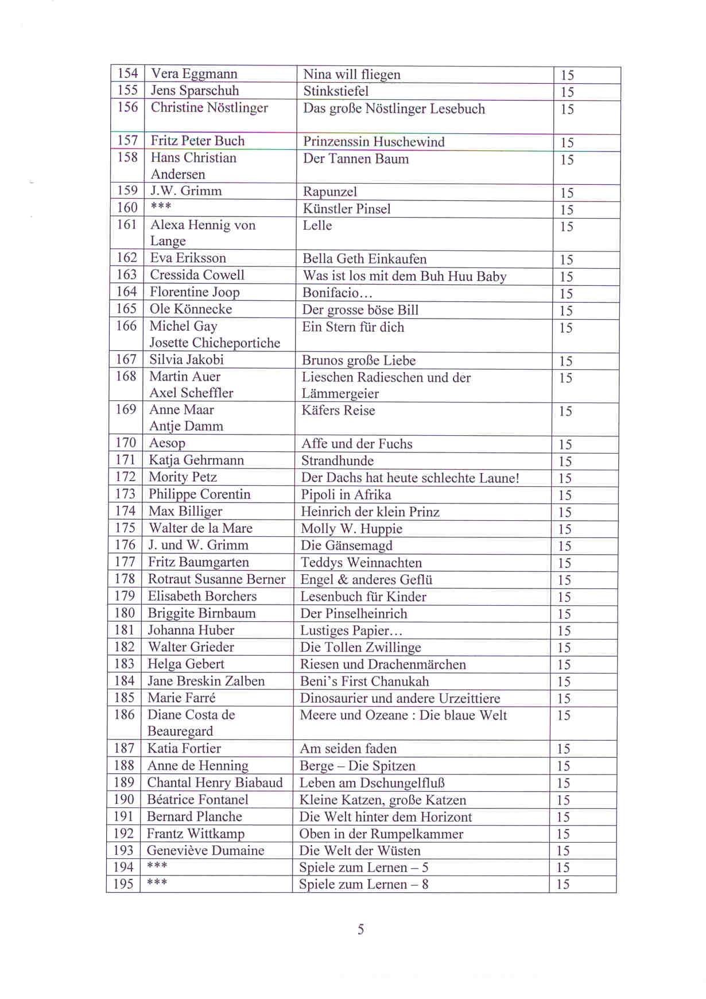 154 Vera Eggmann Nina will fliegen 15
155 Jens Sparschuh Stinkstiefel 15
156 Christine Nöstlinger Das große Nöstlinger Lesebuch 15
157 Fritz Peter Buch Prinzenssin Huschewind 15
158 Hans Christian Der Tannen Baum 15
Andersen
159 J.W. Grimm Rapunzel 15
160 *** Künstler Pinsel 15
161 Alexa Hennig von Lelle 15
Lange
162 Eva Eriksson Bella Geth Einkaufen 15
163 Cressida Cowell Was ist los mit dem Buh Huu Baby 15
164 Florentine Joop Bonifacio... 15
165 Ole Könnecke Der grosse böse Bill 15
166 Michel Gay Ein Stern für dich 15
Josette Chicheportiche
167 Silvia Jakobi Brunos große Liebe 15
168 Martin Auer Lieschen Radieschen und der 15
Axel Scheffler Lämmergeier
169 Anne Maar Käfers Reise 15
Antje Damm
170 Aesop Affe und der Fuchs 15
171 Katja Gehrmann Strandhunde 15
172 Mority Petz Der Dachs hat heute schlechte Laune! 15
173 Philippe Corentin Pipoli in Afrika 15
174 Max Billiger Heinrich der klein Prinz 15
175 Walter de la Mare Molly W. Huppie 15
176 J. und W. Grimm Die Gänsemagd 15
177 Fritz Baumgarten Teddys Weinnachten 15
178 Rotraut Susanne Berner Engel & anderes Geflü 15
179 Elisabeth Borchers Lesenbuch für Kinder 15
180 Briggite Birnbaum Der Pinselheinrich 15
181 Johanna Huber Lustiges Papier... 15
182 Walter Grieder Die Tollen Zwillinge 15
183 Helga Gebert Riesen und Drachenmärchen 15
184 Jane Breskin Zalben Beni's First Chanukah 15
185 Marie Farré Dinosaurier und andere Urzeittiere 15
186 Diane Costa de Meere und Ozeane : Die blaue Welt 15
Beauregard
187 Katia Fortier Am seiden faden 15
188 Anne de Henning Berge – Die Spitzen 15
189 Chantal Henry Biabaud Leben am Dschungelfluß 15
190 Béatrice Fontanel Kleine Katzen, große Katzen 15
191 Bernard Planche Die Welt hinter dem Horizont 15
192 Frantz Wittkamp Oben in der Rumpelkammer 15
193 Geneviève Dumaine Die Welt der Wüsten 15
194 *** Spiele zum Lernen – 5 15
195 *** Spiele zum Lernen – 8 15
5